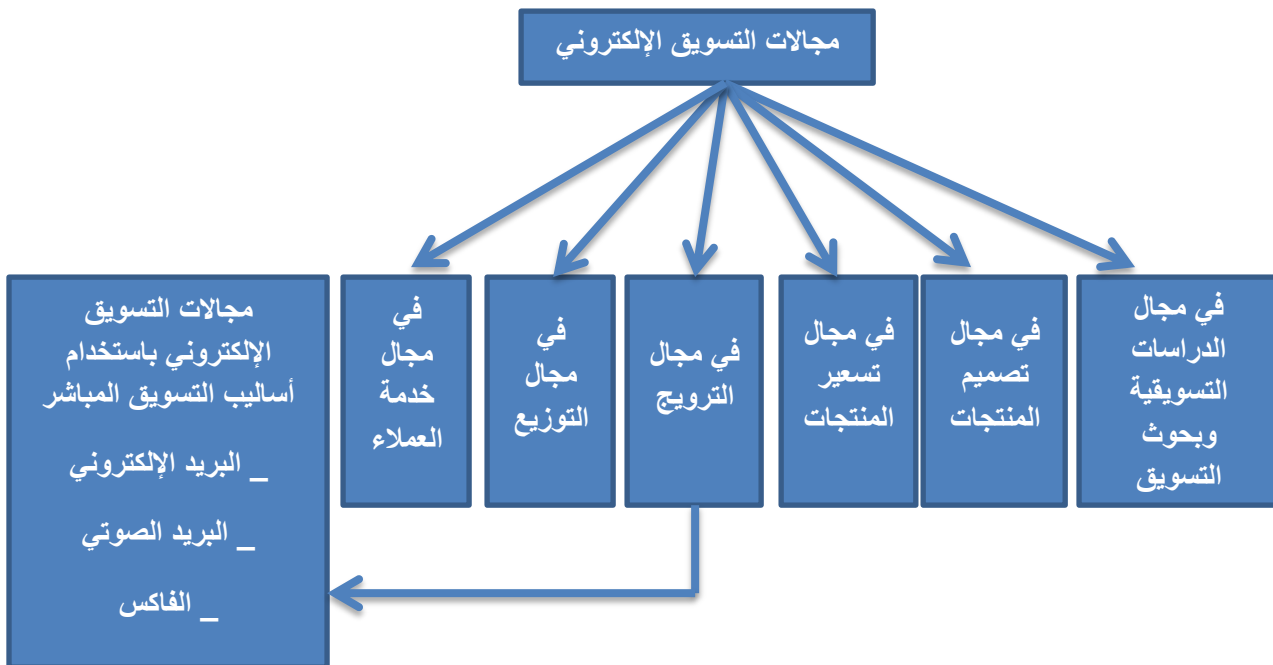 مجالات التسويق الإلكتروني
في مجال
الدراسات
التسويقية
وبحوث
التسويق
في مجال
تصميم
المنتجات
في مجال
تسعير
المنتجات
في مجال
الترويج
في
مجال
التوزيع
في
مجال
خدمة
العملاء
مجالات التسويق
الإلكتروني باستخدام
أساليب التسويق المباشر
_ البريد الإلكتروني
_ البريد الصوتي
_ الفاكس